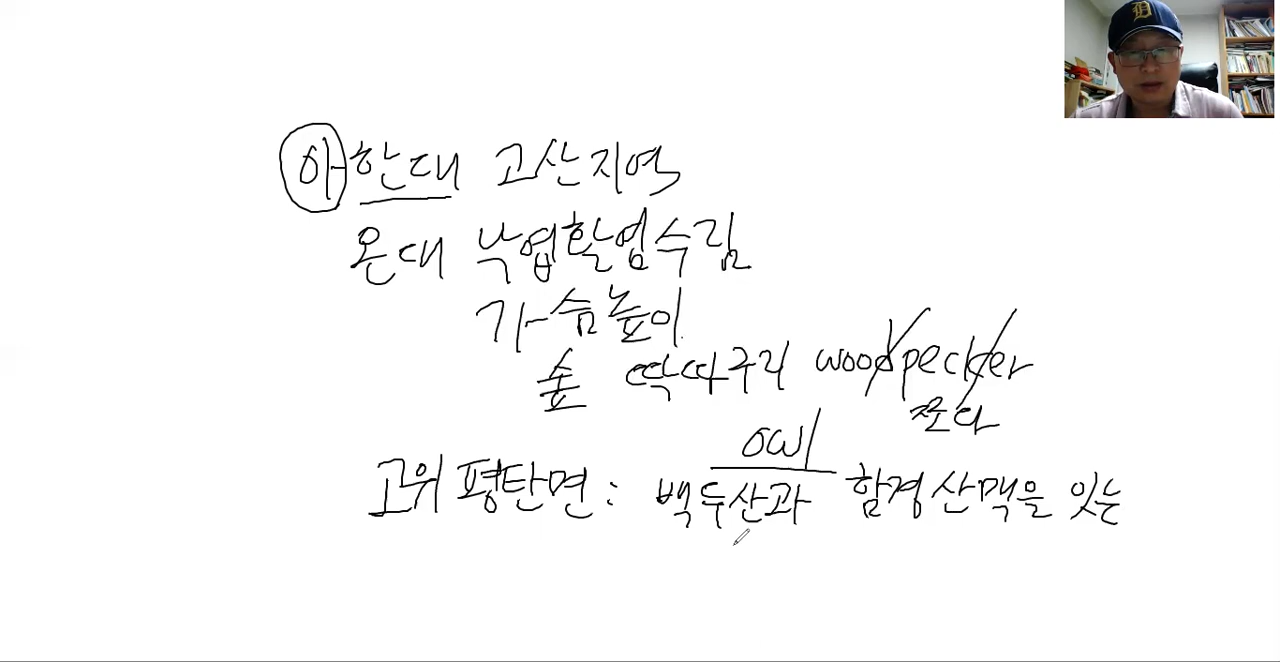 아한대 고산지역
온대 낙엽활엽수림
가슴높이
숲 딱따구리 woodpecker
쪼다
owl
고위평탄면: 백두산과 함경산맥을 잇는
D